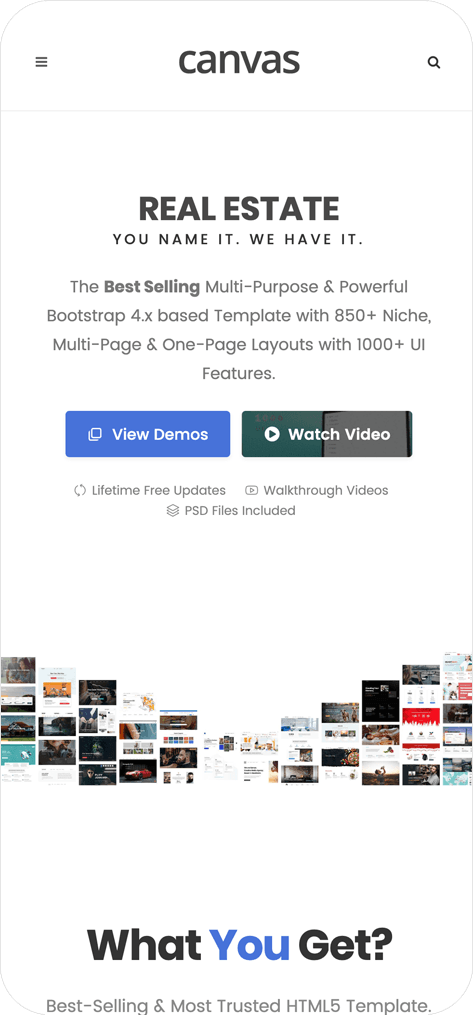 canvas
REAL ESTATE
YOU NAME IT. WE HAVE IT.
The Best Selling Multi-Purpose & Powerful
Bootstrap 4.x based Template with 850+ Niche,
Multi-Page & One-Page Layouts with 1000+ UI
Features.
View Demos
Watch Video
Lifetime Free Updates
Walkthrough Videos
PSD Files Included
What You Get?
Best-Selling & Most Trusted HTML5 Template.